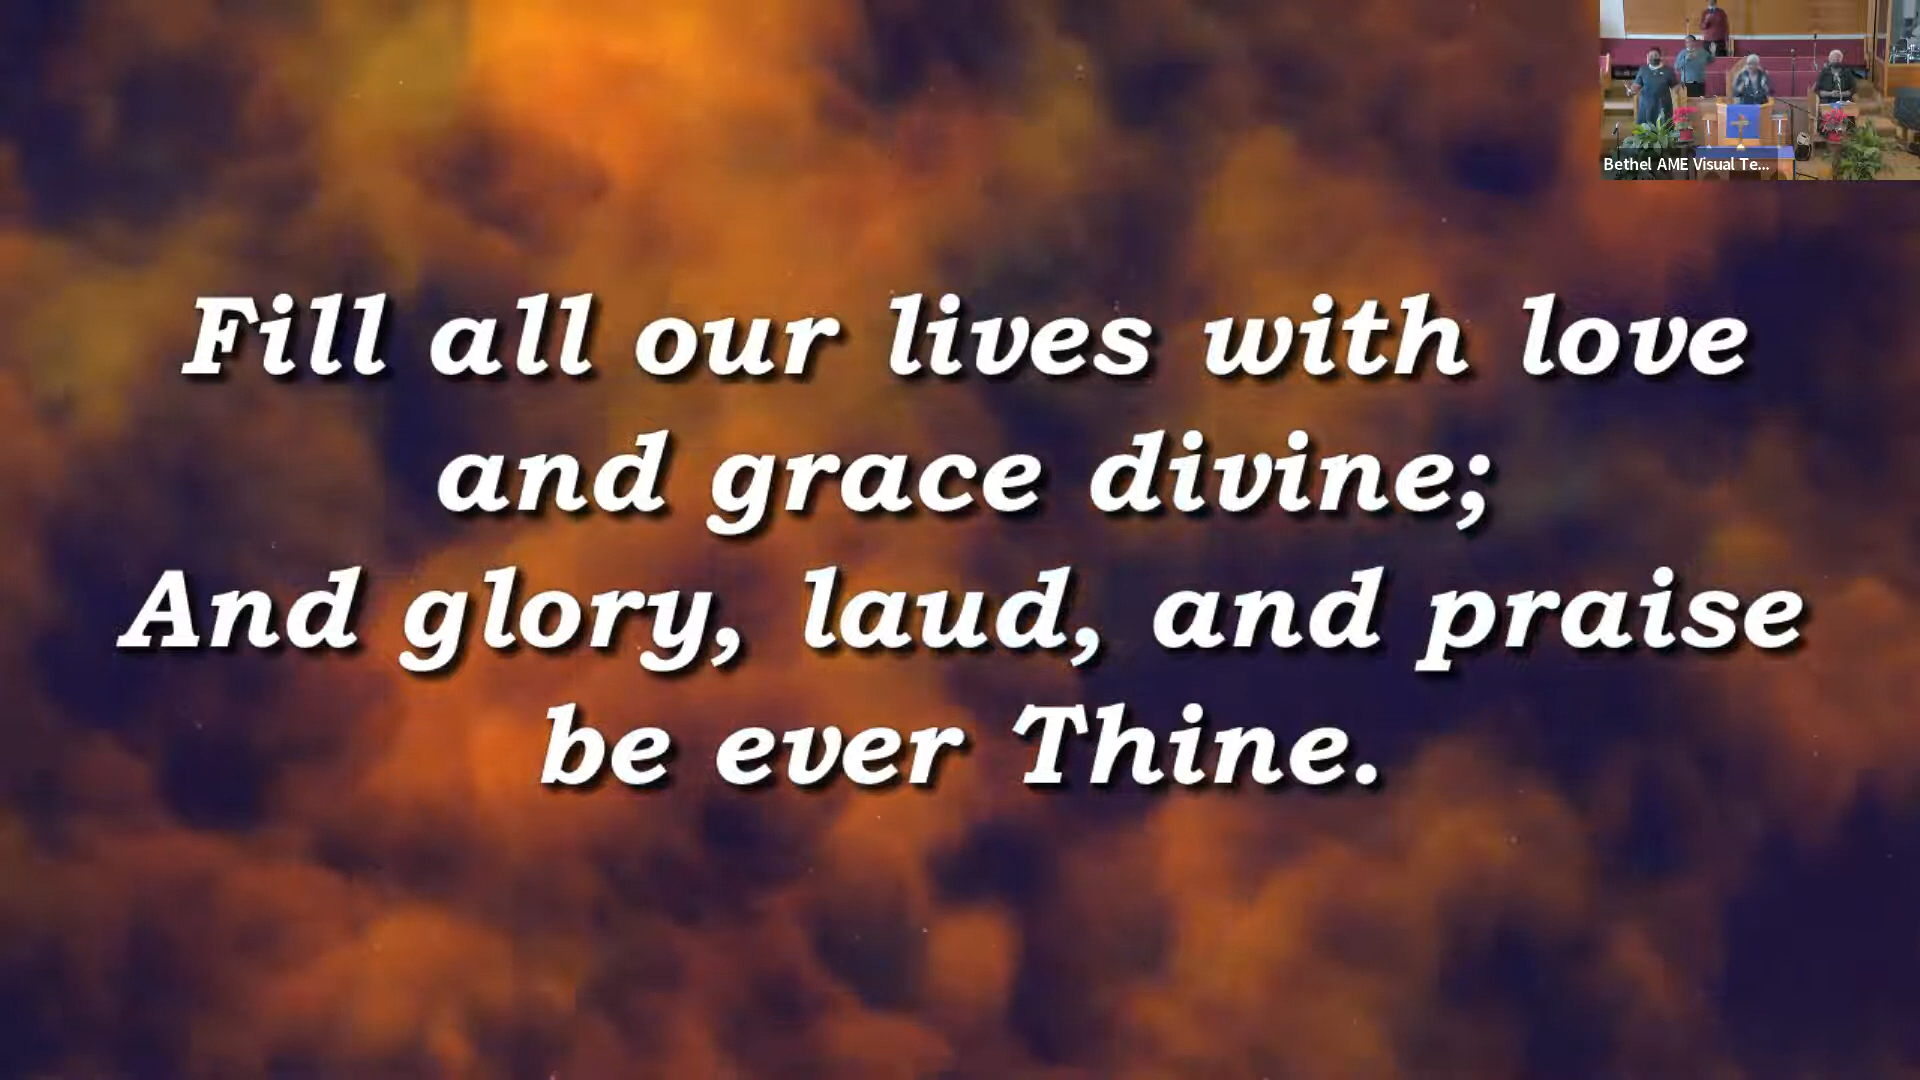 Bethel AME Visual Te...
Fill all our lives with love
and grace divine;
And glory, laud, and praise
be ever Thine.